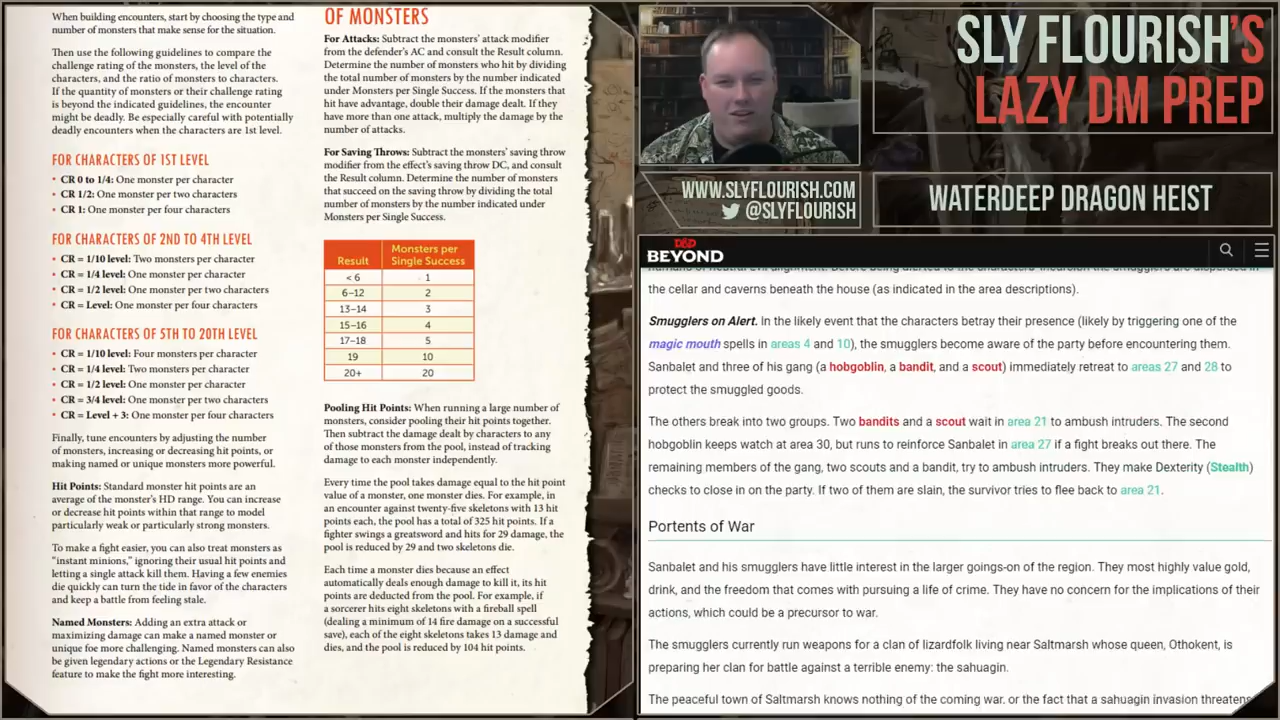 When building encounters, start by choosing the type and
number of monsters that make sense for the situation.
Then use the following guidelines to compare the
challenge rating of the monsters, the level of the
characters, and the ratio of monsters to characters.
If the quantity of monsters or their challenge rating
is beyond the indicated guidelines, the encounter
might be deadly. Be especially careful with potentially
deadly encounters when the characters are 1st level.
FOR CHARACTERS OF 1ST LEVEL
• CR 0 to 1/4: One monster per character
• CR 1/2: One monster per two characters
• CR 1: One monster per four characters
FOR CHARACTERS OF 2ND TO 4TH LEVEL
• CR = 1/10 level: Two monsters per character
• CR = 1/4 level: One monster per character
• CR = 1/2 level: One monster per two characters
• CR = Level: One monster per four characters
FOR CHARACTERS OF 5TH TO 20TH LEVEL
• CR = 1/10 level: Four monsters per character
• CR = 1/4 level: Two monsters per character
• CR = 1/2 level: One monster per character
• CR = 3/4 level: One monster per two characters
• CR = Level + 3: One monster per four characters
Finally, tune encounters by adjusting the number
of monsters, increasing or decreasing hit points, or
making named or unique monsters more powerful.
Hit Points: Standard monster hit points are an
average of the monster's HD range. You can increase
or decrease hit points within that range to model
particularly weak or particularly strong monsters.
To make a fight easier, you can also treat monsters as
"instant minions," ignoring their usual hit points and
letting a single attack kill them. Having a few enemies
die quickly can turn the tide in favor of the characters
and keep a battle from feeling stale.
Named Monsters: Adding an extra attack or
maximizing damage can make a named monster or
unique foe more challenging. Named monsters can also
be given legendary actions or the Legendary Resistance
feature to make the fight more interesting.
OF MONSTERS
For Attacks: Subtract the monsters' attack modifier
from the defender's AC and consult the Result column.
Determine the number of monsters who hit by dividing
the total number of monsters by the number indicated
under Monsters per Single Success. If the monsters that
hit have advantage, double their damage dealt. If they
have more than one attack, multiply the damage by the
number of attacks.
For Saving Throws: Subtract the monsters' saving throw
modifier from the effect's saving throw DC, and consult
the Result column. Determine the number of monsters
that succeed on the saving throw by dividing the total
number of monsters by the number indicated under
Monsters per Single Success.
Result Monsters per Single Success
< 6 1
6–12 2
13–14 3
15–16 4
17–18 5
19 10
20+ 20
Pooling Hit Points: When running a large number of
monsters, consider pooling their hit points together.
Then subtract the damage dealt by characters to any
of those monsters from the pool, instead of tracking
damage to each monster independently.
Every time the pool takes damage equal to the hit point
value of a monster, one monster dies. For example, in
an encounter against twenty-five skeletons with 13 hit
points each, the pool has a total of 325 hit points. If a
fighter swings a greatsword and hits for 29 damage, the
pool is reduced by 29 and two skeletons die.
Each time a monster dies because an effect
automatically deals enough damage to kill it, its hit
points are deducted from the pool. For example, if
a sorcerer hits eight skeletons with a fireball spell
(dealing a minimum of 14 fire damage on a successful
save), each of the eight skeletons takes 13 damage and
dies, and the pool is reduced by 104 hit points.
SLY FLOURISH'S
LAZY DM PREP
WWW.SLYFLOURISH.COM
@SLYFLOURISH
WATERDEEP DRAGON HEIST
D&D
BEYOND
humans of neutral evil alignment. Before being alerted to the characters' incursion the smugglers are dispersed in
the cellar and caverns beneath the house (as indicated in the area descriptions).
Smugglers on Alert. In the likely event that the characters betray their presence (likely by triggering one of the
magic mouth spells in areas 4 and 10), the smugglers become aware of the party before encountering them.
Sanbalet and three of his gang (a hobgoblin, a bandit, and a scout) immediately retreat to areas 27 and 28 to
protect the smuggled goods.
The others break into two groups. Two bandits and a scout wait in area 21 to ambush intruders. The second
hobgoblin keeps watch at area 30, but runs to reinforce Sanbalet in area 27 if a fight breaks out there. The
remaining members of the gang, two scouts and a bandit, try to ambush intruders. They make Dexterity (Stealth)
checks to close in on the party. If two of them are slain, the survivor tries to flee back to area 21.
Portents of War
Sanbalet and his smugglers have little interest in the larger goings-on of the region. They most highly value gold,
drink, and the freedom that comes with pursuing a life of crime. They have no concern for the implications of their
actions, which could be a precursor to war.
The smugglers currently run weapons for a clan of lizardfolk living near Saltmarsh whose queen, Othokent, is
preparing her clan for battle against a terrible enemy: the sahuagin.
The peaceful town of Saltmarsh knows nothing of the coming war, or the fact that a sahuagin invasion threatens